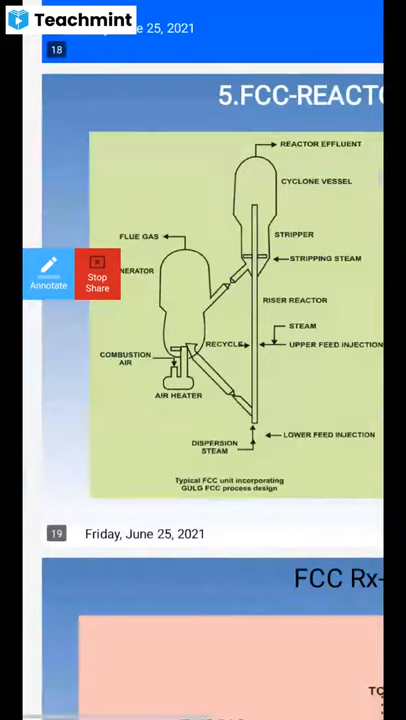 Teachmint
e 25, 2021
18
5.FCC-REACTO
REACTOR EFFLUENT
CYCLONE VESSEL
FLUE GAS
STRIPPER
STRIPPING STEAM
NERATOR
Annotate
Stop
Share
RISER REACTOR
STEAM
RECYCLE
UPPER FEED INJECTION
COMBUSTION
AIR
AIR HEATER
LOWER FEED INJECTION
DISPERSION
STEAM
Typical FCC unit incorporating
GULG FCC process design
19
Friday, June 25, 2021
FCC Rx-
TO